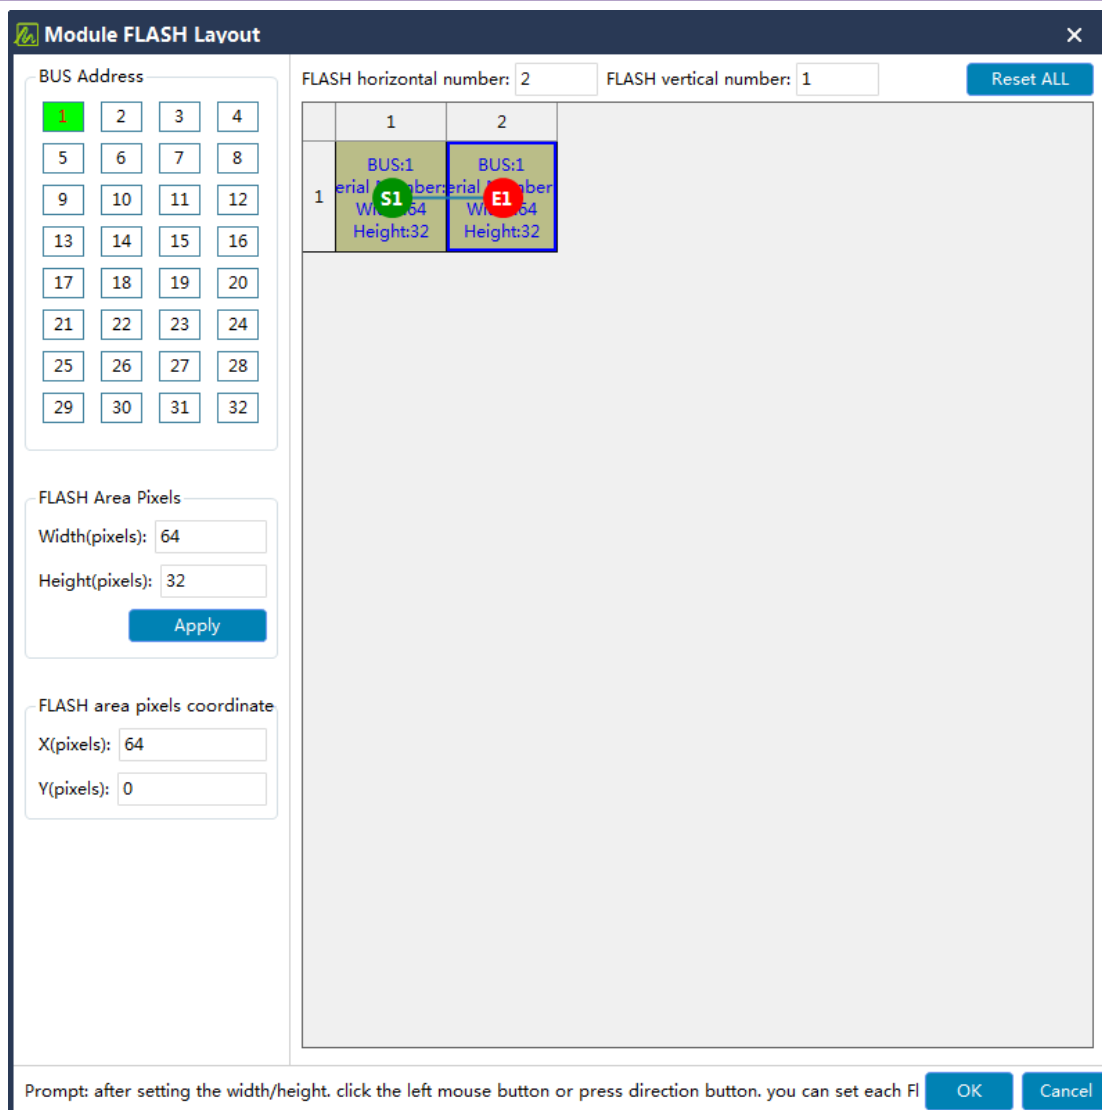 Module FLASH Layout
BUS Address
1 2 3 4
5 6 7 8
9 10 11 12
13 14 15 16
17 18 19 20
21 22 23 24
25 26 27 28
29 30 31 32
FLASH Area Pixels
Width(pixels): 64
Height(pixels): 32
Apply
FLASH area pixels coordinate
X(pixels): 64
Y(pixels): 0
FLASH horizontal number: 2 FLASH vertical number: 1 Reset ALL
1 2
1
BUS:1 BUS:1
S1 E1
Height:32 Height:32
Prompt: after setting the width/height. click the left mouse button or press direction button. you can set each Fl
OK Cancel